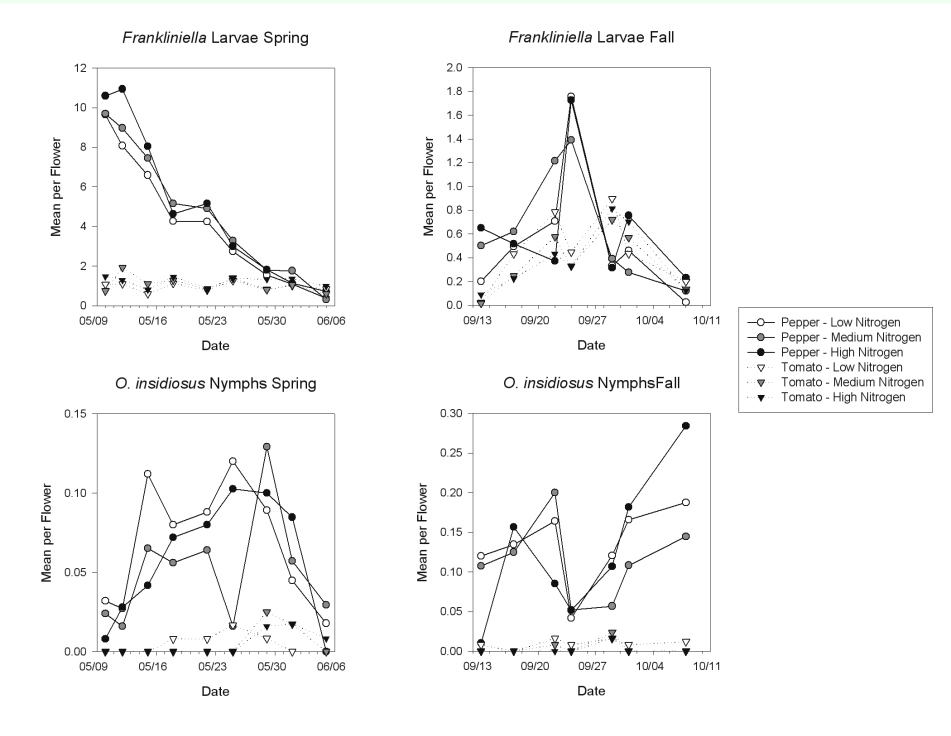 Frankliniella Larvae Spring
12
10
8
6
4
2
0
Mean per Flower
05/09 05/16 05/23 05/30 06/06
Date
Frankliniella Larvae Fall
2.0
1.8
1.6
1.4
1.2
1.0
0.8
0.6
0.4
0.2
0.0
Mean per Flower
09/13 09/20 09/27 10/04 10/11
Date
Pepper - Low Nitrogen
Pepper - Medium Nitrogen
Pepper - High Nitrogen
Tomato - Low Nitrogen
Tomato - Medium Nitrogen
Tomato - High Nitrogen
O. insidiosus Nymphs Spring
0.15
0.10
0.05
0.00
Mean per Flower
05/09 05/16 05/23 05/30 06/06
Date
O. insidiosus NymphsFall
0.30
0.25
0.20
0.15
0.10
0.05
0.00
Mean per Flower
09/13 09/20 09/27 10/04 10/11
Date